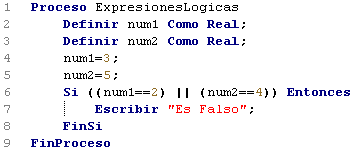 1 Proceso ExpresionesLogicas
2 Definir num1 Como Real;
3 Definir num2 Como Real;
4 num1=3;
5 num2=5;
6 Si ((num1==2) || (num2==4)) Entonces
7 Escribir "Es Falso";
8 FinSi
9 FinProceso